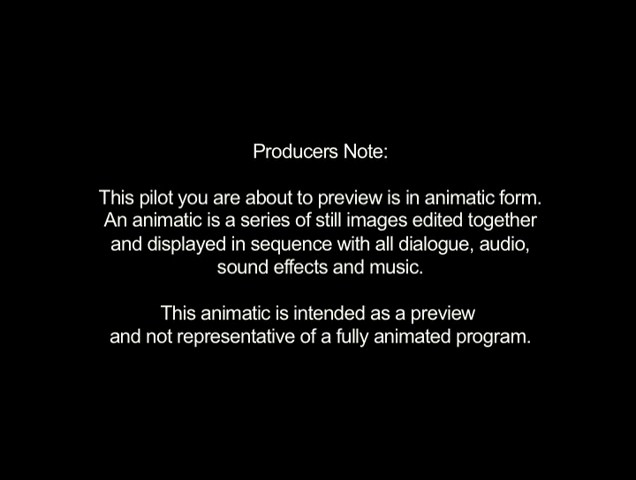 Producers Note:
This pilot you are about to preview is in animatic form.
An animatic is a series of still images edited together
and displayed in sequence with all dialogue, audio,
sound effects and music.
This animatic is intended as a preview
and not representative of a fully animated program.